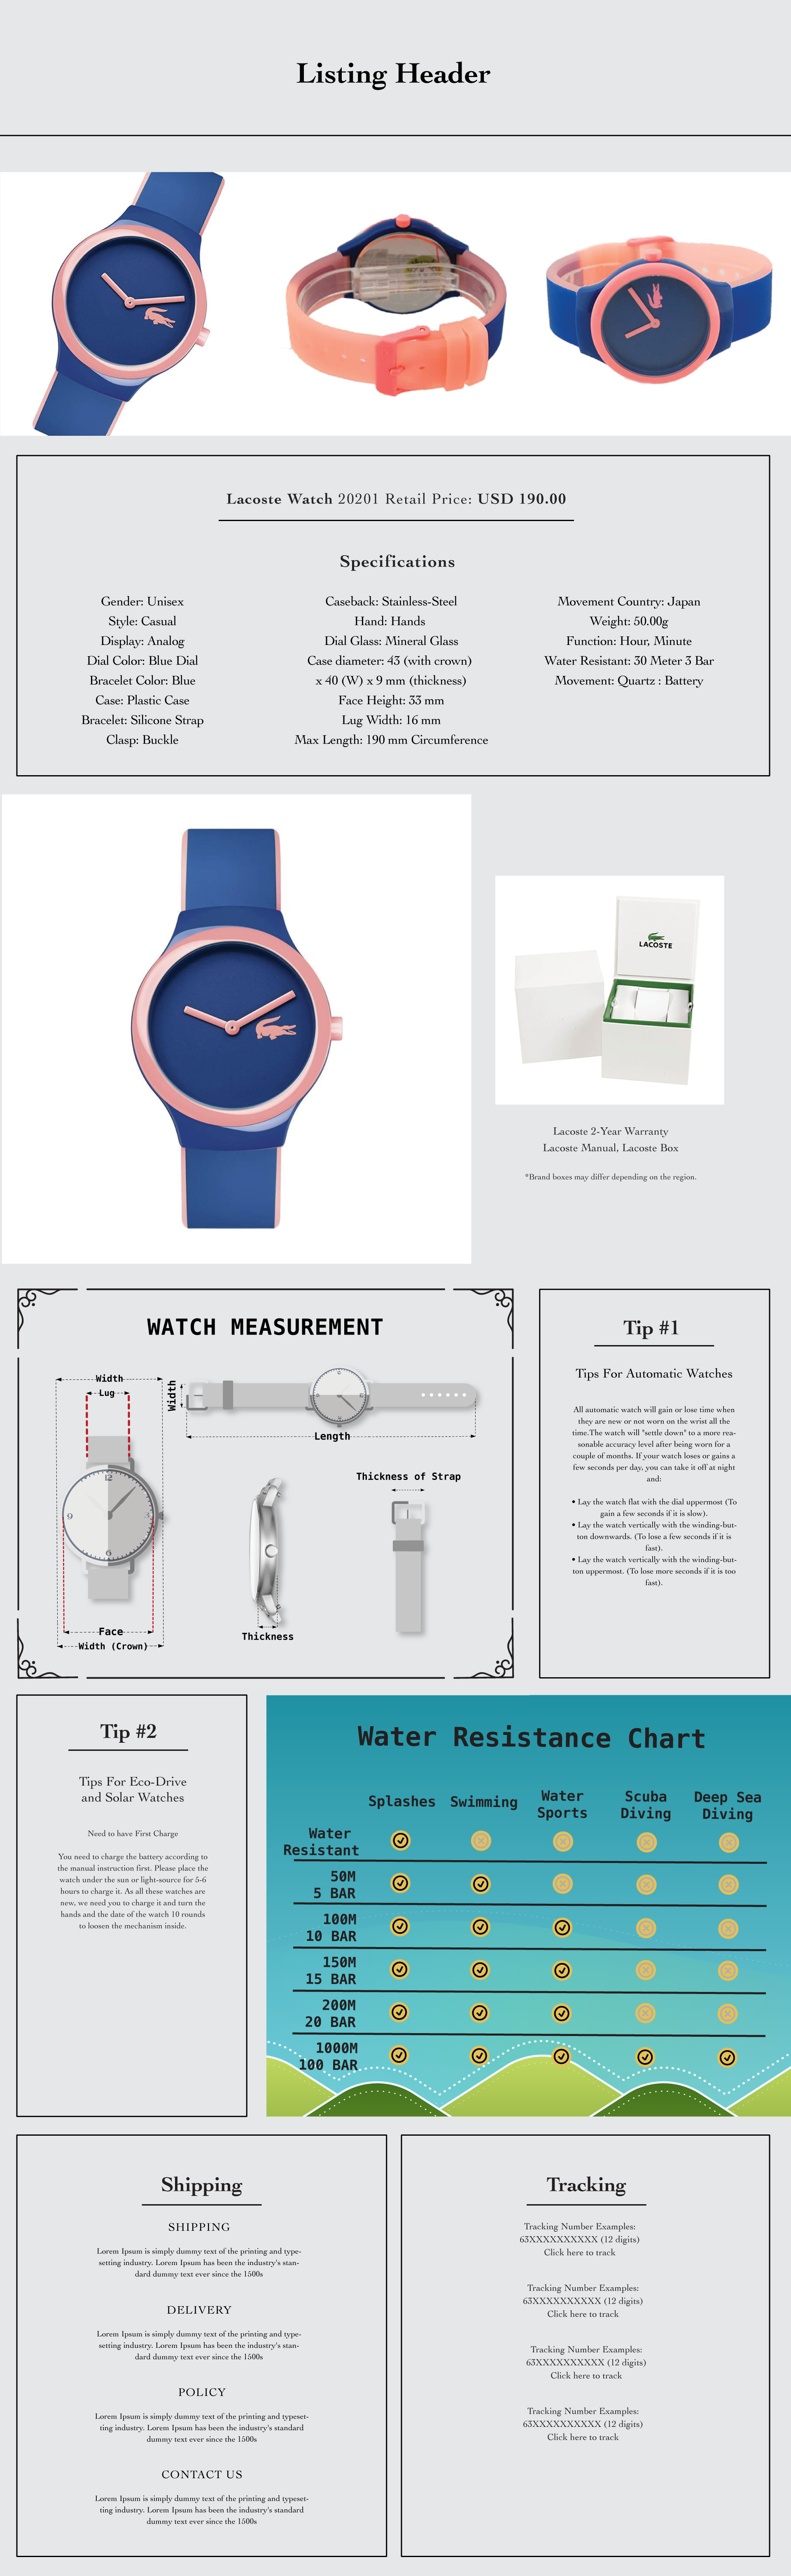 Listing Header
Lacoste Watch 20201 Retail Price: USD 190.00
Specifications
Gender: Unisex
Style: Casual
Display: Analog
Dial Color: Blue Dial
Bracelet Color: Blue
Case: Plastic Case
Bracelet: Silicone Strap
Clasp: Buckle
Caseback: Stainless-Steel
Hand: Hands
Dial Glass: Mineral Glass
Case diameter: 43 (with crown)
x 40 (W) x 9 mm (thickness)
Face Height: 33 mm
Lug Width: 16 mm
Max Length: 190 mm Circumference
Movement Country: Japan
Weight: 50.00g
Function: Hour, Minute
Water Resistant: 30 Meter 3 Bar
Movement: Quartz : Battery
LACOSTE
Lacoste 2-Year Warranty
Lacoste Manual, Lacoste Box
*Brand boxes may differ depending on the region.
WATCH MEASUREMENT
Width
Lug
12
3
6
9
Face
Width (Crown)
Width
Length
Thickness
Thickness of Strap
Tip #1
Tips For Automatic Watches
All automatic watch will gain or lose time when
they are new or not worn on the wrist all the
time.The watch will "settle down" to a more rea-
sonable accuracy level after being worn for a
couple of months. If your watch loses or gains a
few seconds per day, you can take it off at night
and:
• Lay the watch flat with the dial uppermost (To
gain a few seconds if it is slow).
• Lay the watch vertically with the winding-but-
ton downwards. (To lose a few seconds if it is
fast).
• Lay the watch vertically with the winding-but-
ton uppermost. (To lose more seconds if it is too
fast).
Tip #2
Tips For Eco-Drive
and Solar Watches
Need to have First Charge
You need to charge the battery according to
the manual instruction first. Please place the
watch under the sun or light-source for 5-6
hours to charge it. As all these watches are
new, we need you to charge it and turn the
hands and the date of the watch 10 rounds
to loosen the mechanism inside.
Water Resistance Chart
Splashes
Swimming
Water
Sports
Scuba
Diving
Deep Sea
Diving
Water
Resistant
50M
5 BAR
100M
10 BAR
150M
15 BAR
200M
20 BAR
1000M
100 BAR
Shipping
SHIPPING
Lorem Ipsum is simply dummy text of the printing and type-
setting industry. Lorem Ipsum has been the industry's stan-
dard dummy text ever since the 1500s
DELIVERY
Lorem Ipsum is simply dummy text of the printing and type-
setting industry. Lorem Ipsum has been the industry's stan-
dard dummy text ever since the 1500s
POLICY
Lorem Ipsum is simply dummy text of the printing and typeset-
ting industry. Lorem Ipsum has been the industry's standard
dummy text ever since the 1500s
CONTACT US
Lorem Ipsum is simply dummy text of the printing and typeset-
ting industry. Lorem Ipsum has been the industry's standard
dummy text ever since the 1500s
Tracking
Tracking Number Examples:
63XXXXXXXXXX (12 digits)
Click here to track
Tracking Number Examples:
63XXXXXXXXXX (12 digits)
Click here to track
Tracking Number Examples:
63XXXXXXXXXX (12 digits)
Click here to track
Tracking Number Examples:
63XXXXXXXXXX (12 digits)
Click here to track